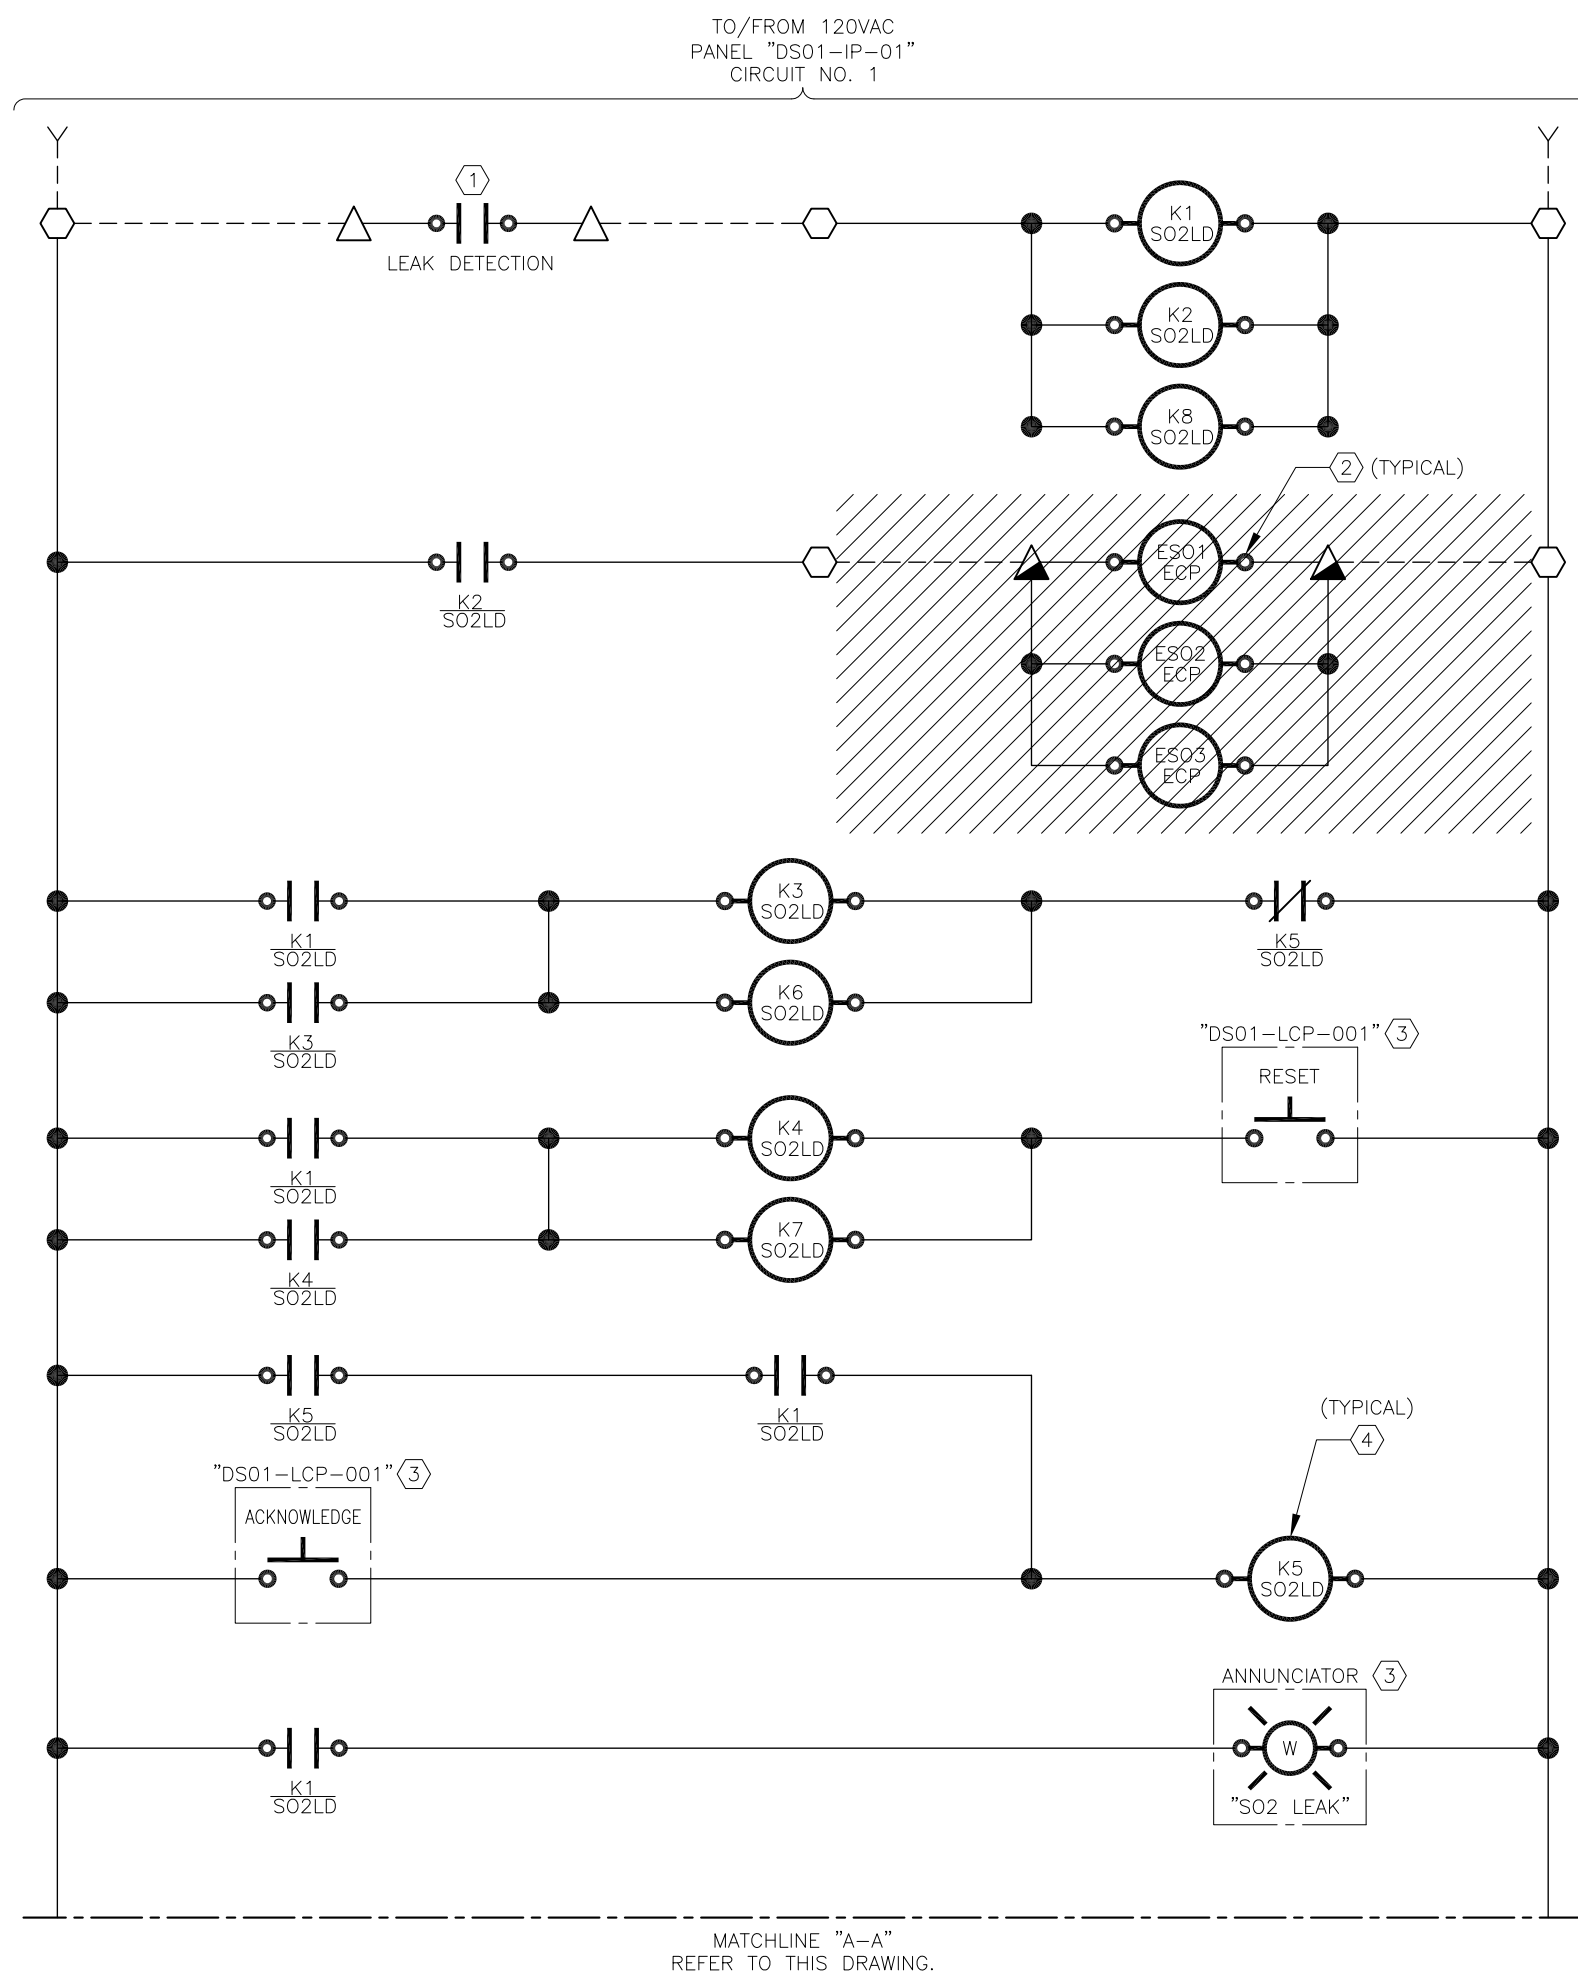 TO/FROM 120VAC
PANEL "DS01-IP-01"
CIRCUIT NO. 1
1
LEAK DETECTION
K1
SO2LD
K2
SO2LD
K8
SO2LD
2 (TYPICAL)
K2
SO2LD
ESO1
ECP
ESO2
ECP
ESO3
ECP
K1
SO2LD
K3
SO2LD
K5
SO2LD
K3
SO2LD
K6
SO2LD
"DS01-LCP-001" 3
RESET
K1
SO2LD
K4
SO2LD
K4
SO2LD
K7
SO2LD
K5
SO2LD
K1
SO2LD
(TYPICAL)
4
"DS01-LCP-001" 3
ACKNOWLEDGE
K5
SO2LD
ANNUNCIATOR 3
W
"SO2 LEAK"
K1
SO2LD
MATCHLINE "A-A"
REFER TO THIS DRAWING.